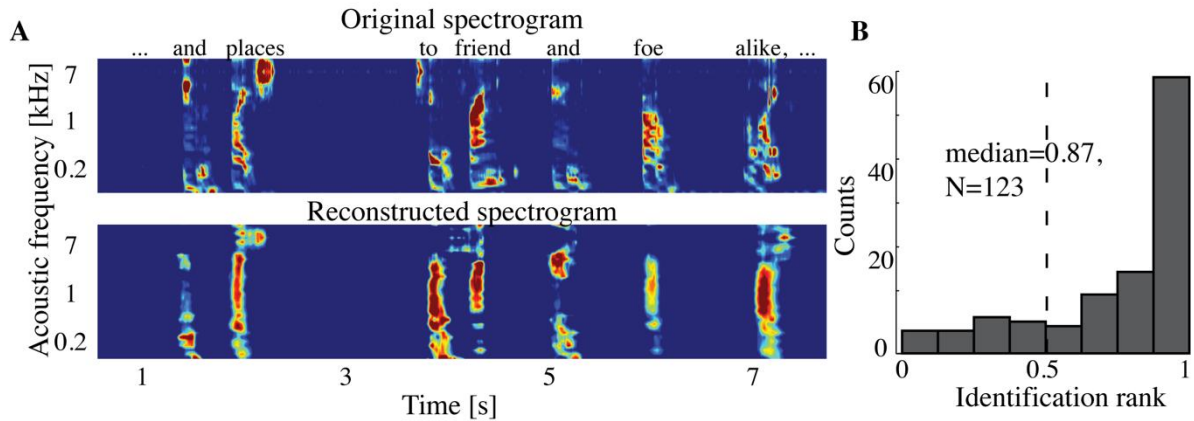 A
Original spectrogram
... and places to friend and foe alike, ...
Acoustic frequency [kHz]
7
1
0.2
Reconstructed spectrogram
7
1
0.2
1 3 5 7
Time [s]
B
Counts
60
40
20
0
median=0.87,
N=123
0 0.5 1
Identification rank